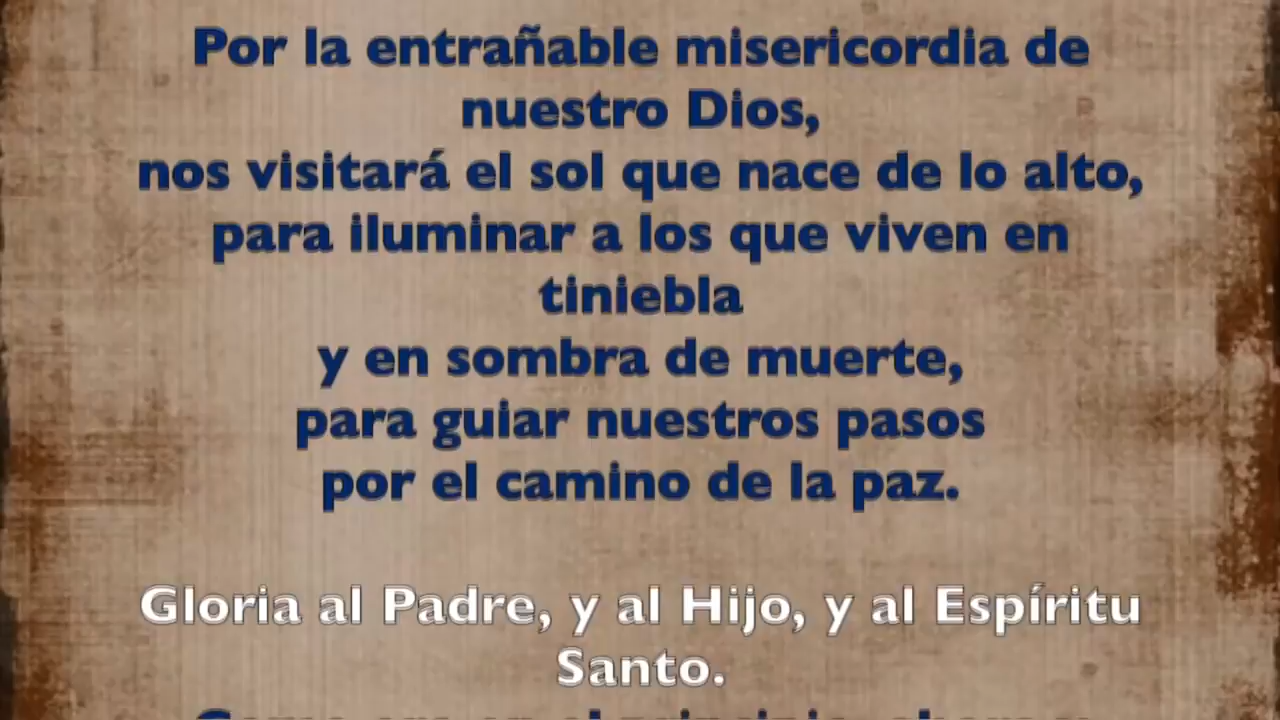 Por la entrañable misericordia de
nuestro Dios,
nos visitará el sol que nace de lo alto,
para iluminar a los que viven en
tiniebla
y en sombra de muerte,
para guiar nuestros pasos
por el camino de la paz.
Gloria al Padre, y al Hijo, y al Espíritu
Santo.